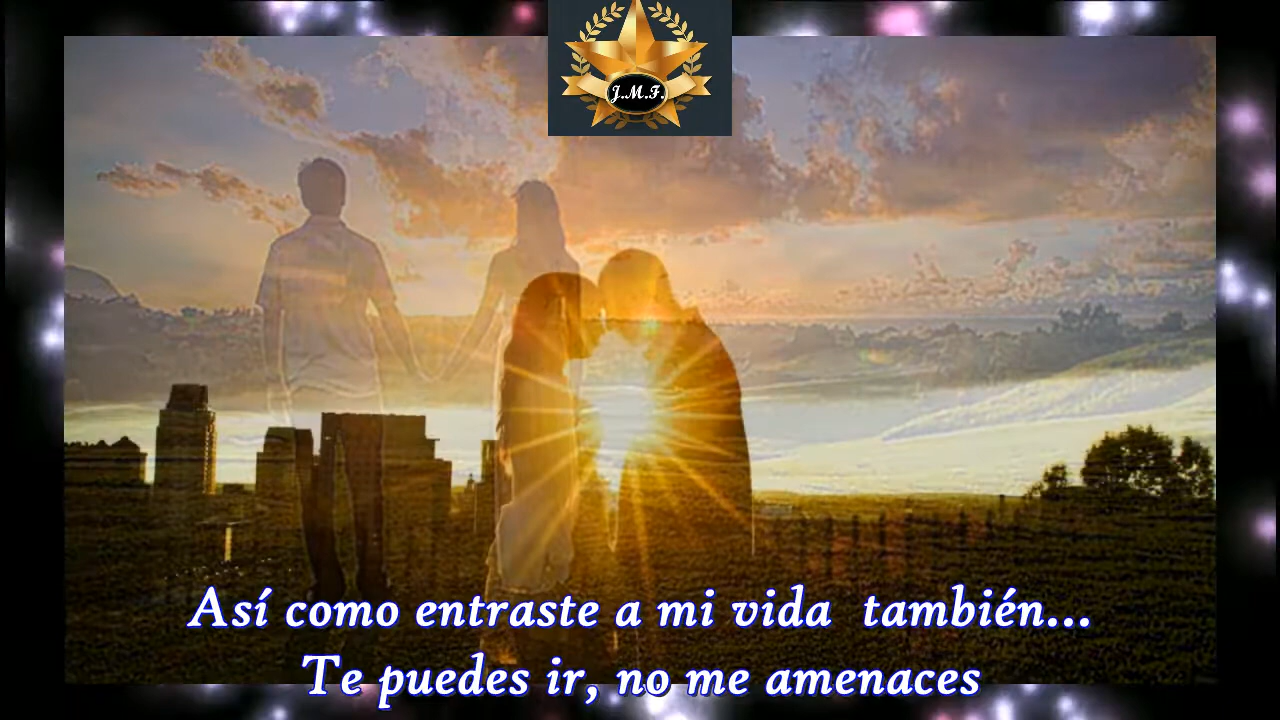 J.M.F.
Así como entraste a mi vida  también...
Te puedes ir, no me amenaces